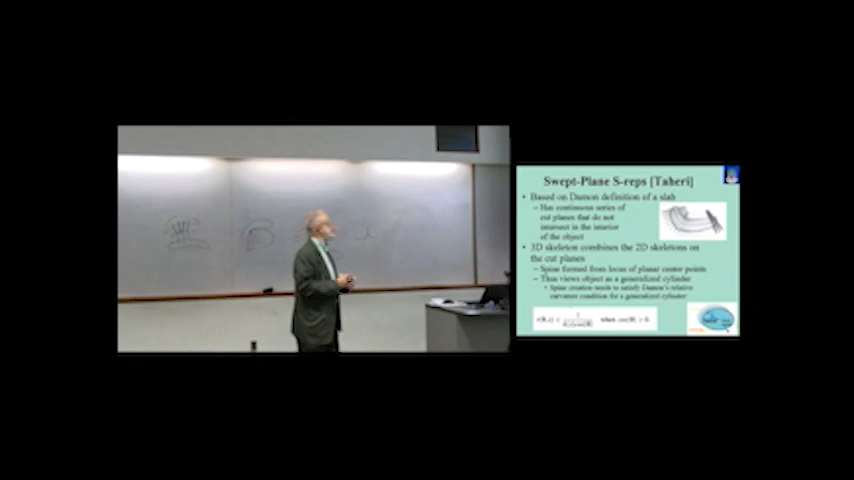 Swept-Plane S-reps [Taheri]
• Based on Damon definition of a slab
– Has continuous series of
cut planes that do not
intersect in the interior
of the object
• 3D skeleton combines the 2D skeletons on
the cut planes
– Spine formed from locus of planar center points
– Thus views object as a generalized cylinder
• Spine creation needs to satisfy Damon's relative
curvature condition for a generalized cylinder
when